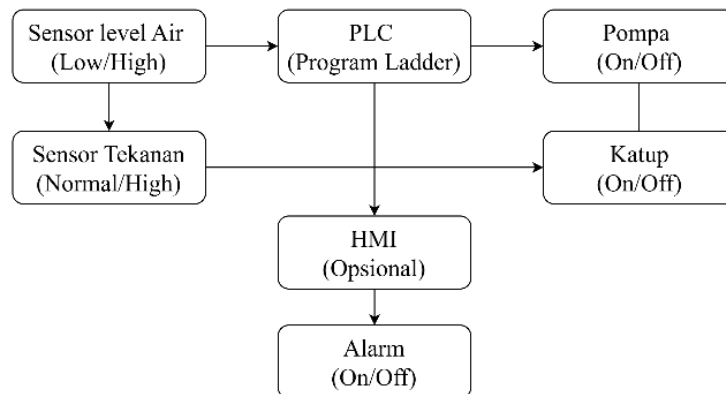 Sensor level Air
(Low/High)
PLC
(Program Ladder)
Pompa
(On/Off)
Sensor Tekanan
(Normal/High)
Katup
(On/Off)
HMI
(Opsional)
Alarm
(On/Off)